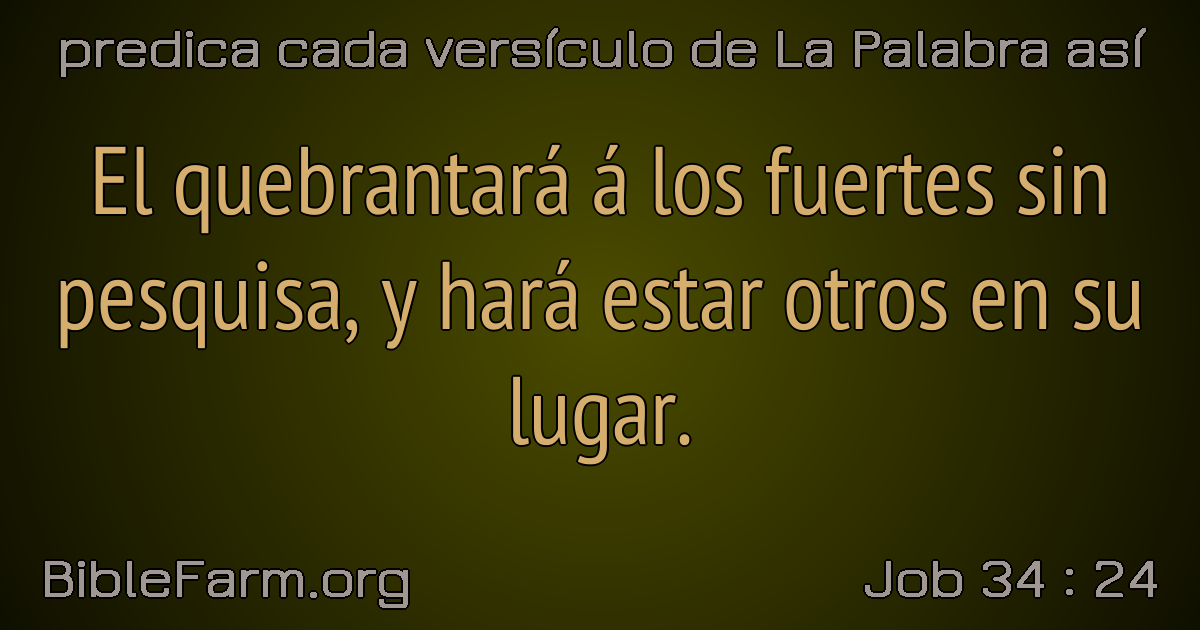 predica cada versículo de La Palabra así
El quebrantará á los fuertes sin
pesquisa, y hará estar otros en su
lugar.
BibleFarm.org
Job 34 : 24